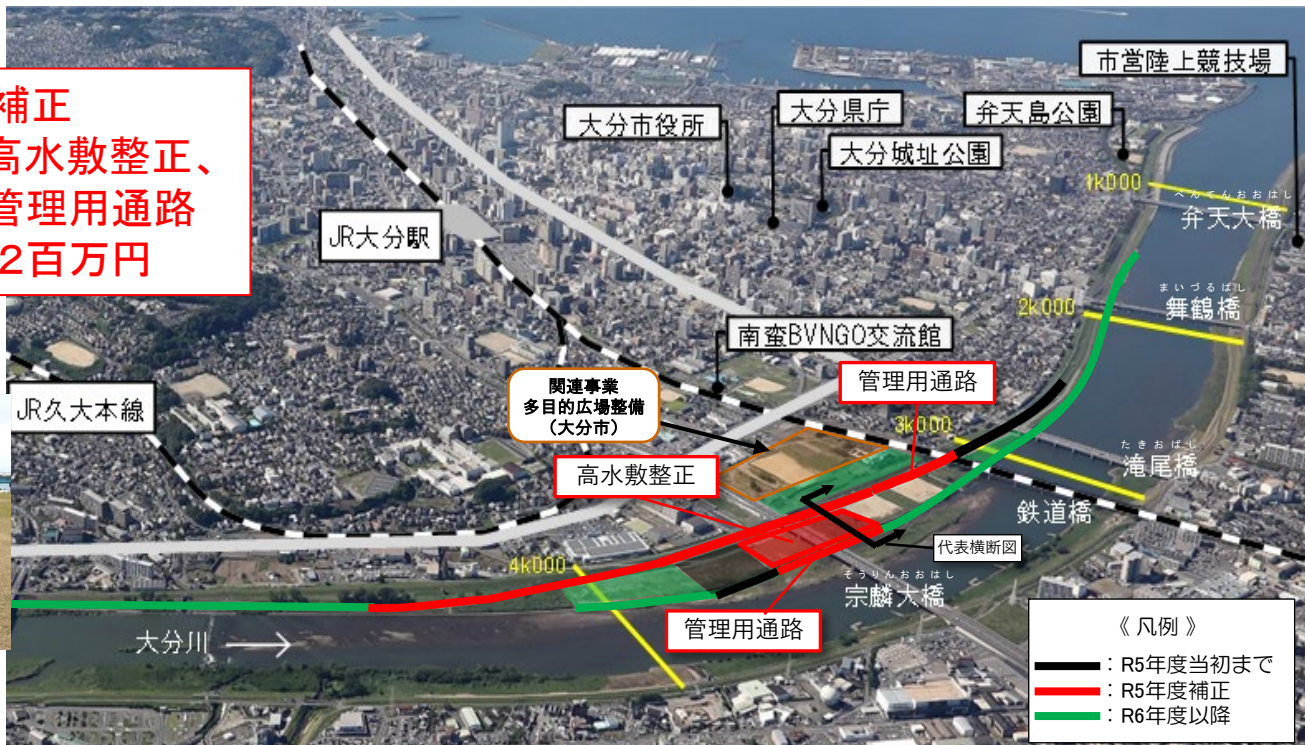 補正
高水敷整正、
管理用通路
2百万円
市営陸上競技場
大分市役所
大分県庁
弁天島公園
大分城址公園
1k000
べんてんおおはし
弁天大橋
JR大分駅
まいづるばし
舞鶴橋
2k000
南蛮BVNGO交流館
関連事業
多目的広場整備
(大分市)
管理用通路
JR久大本線
3k000
たきおばし
滝尾橋
高水敷整正
鉄道橋
代表横断図
4k000
そうりんおおはし
宗麟大橋
管理用通路
大分川
《 凡例 》
:R5年度当初まで
:R5年度補正
:R6年度以降